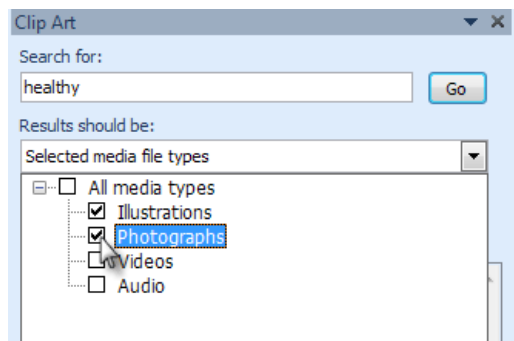 Clip Art
Search for:
healthy Go
Results should be:
Selected media file types
All media types
Illustrations
Photographs
Videos
Audio